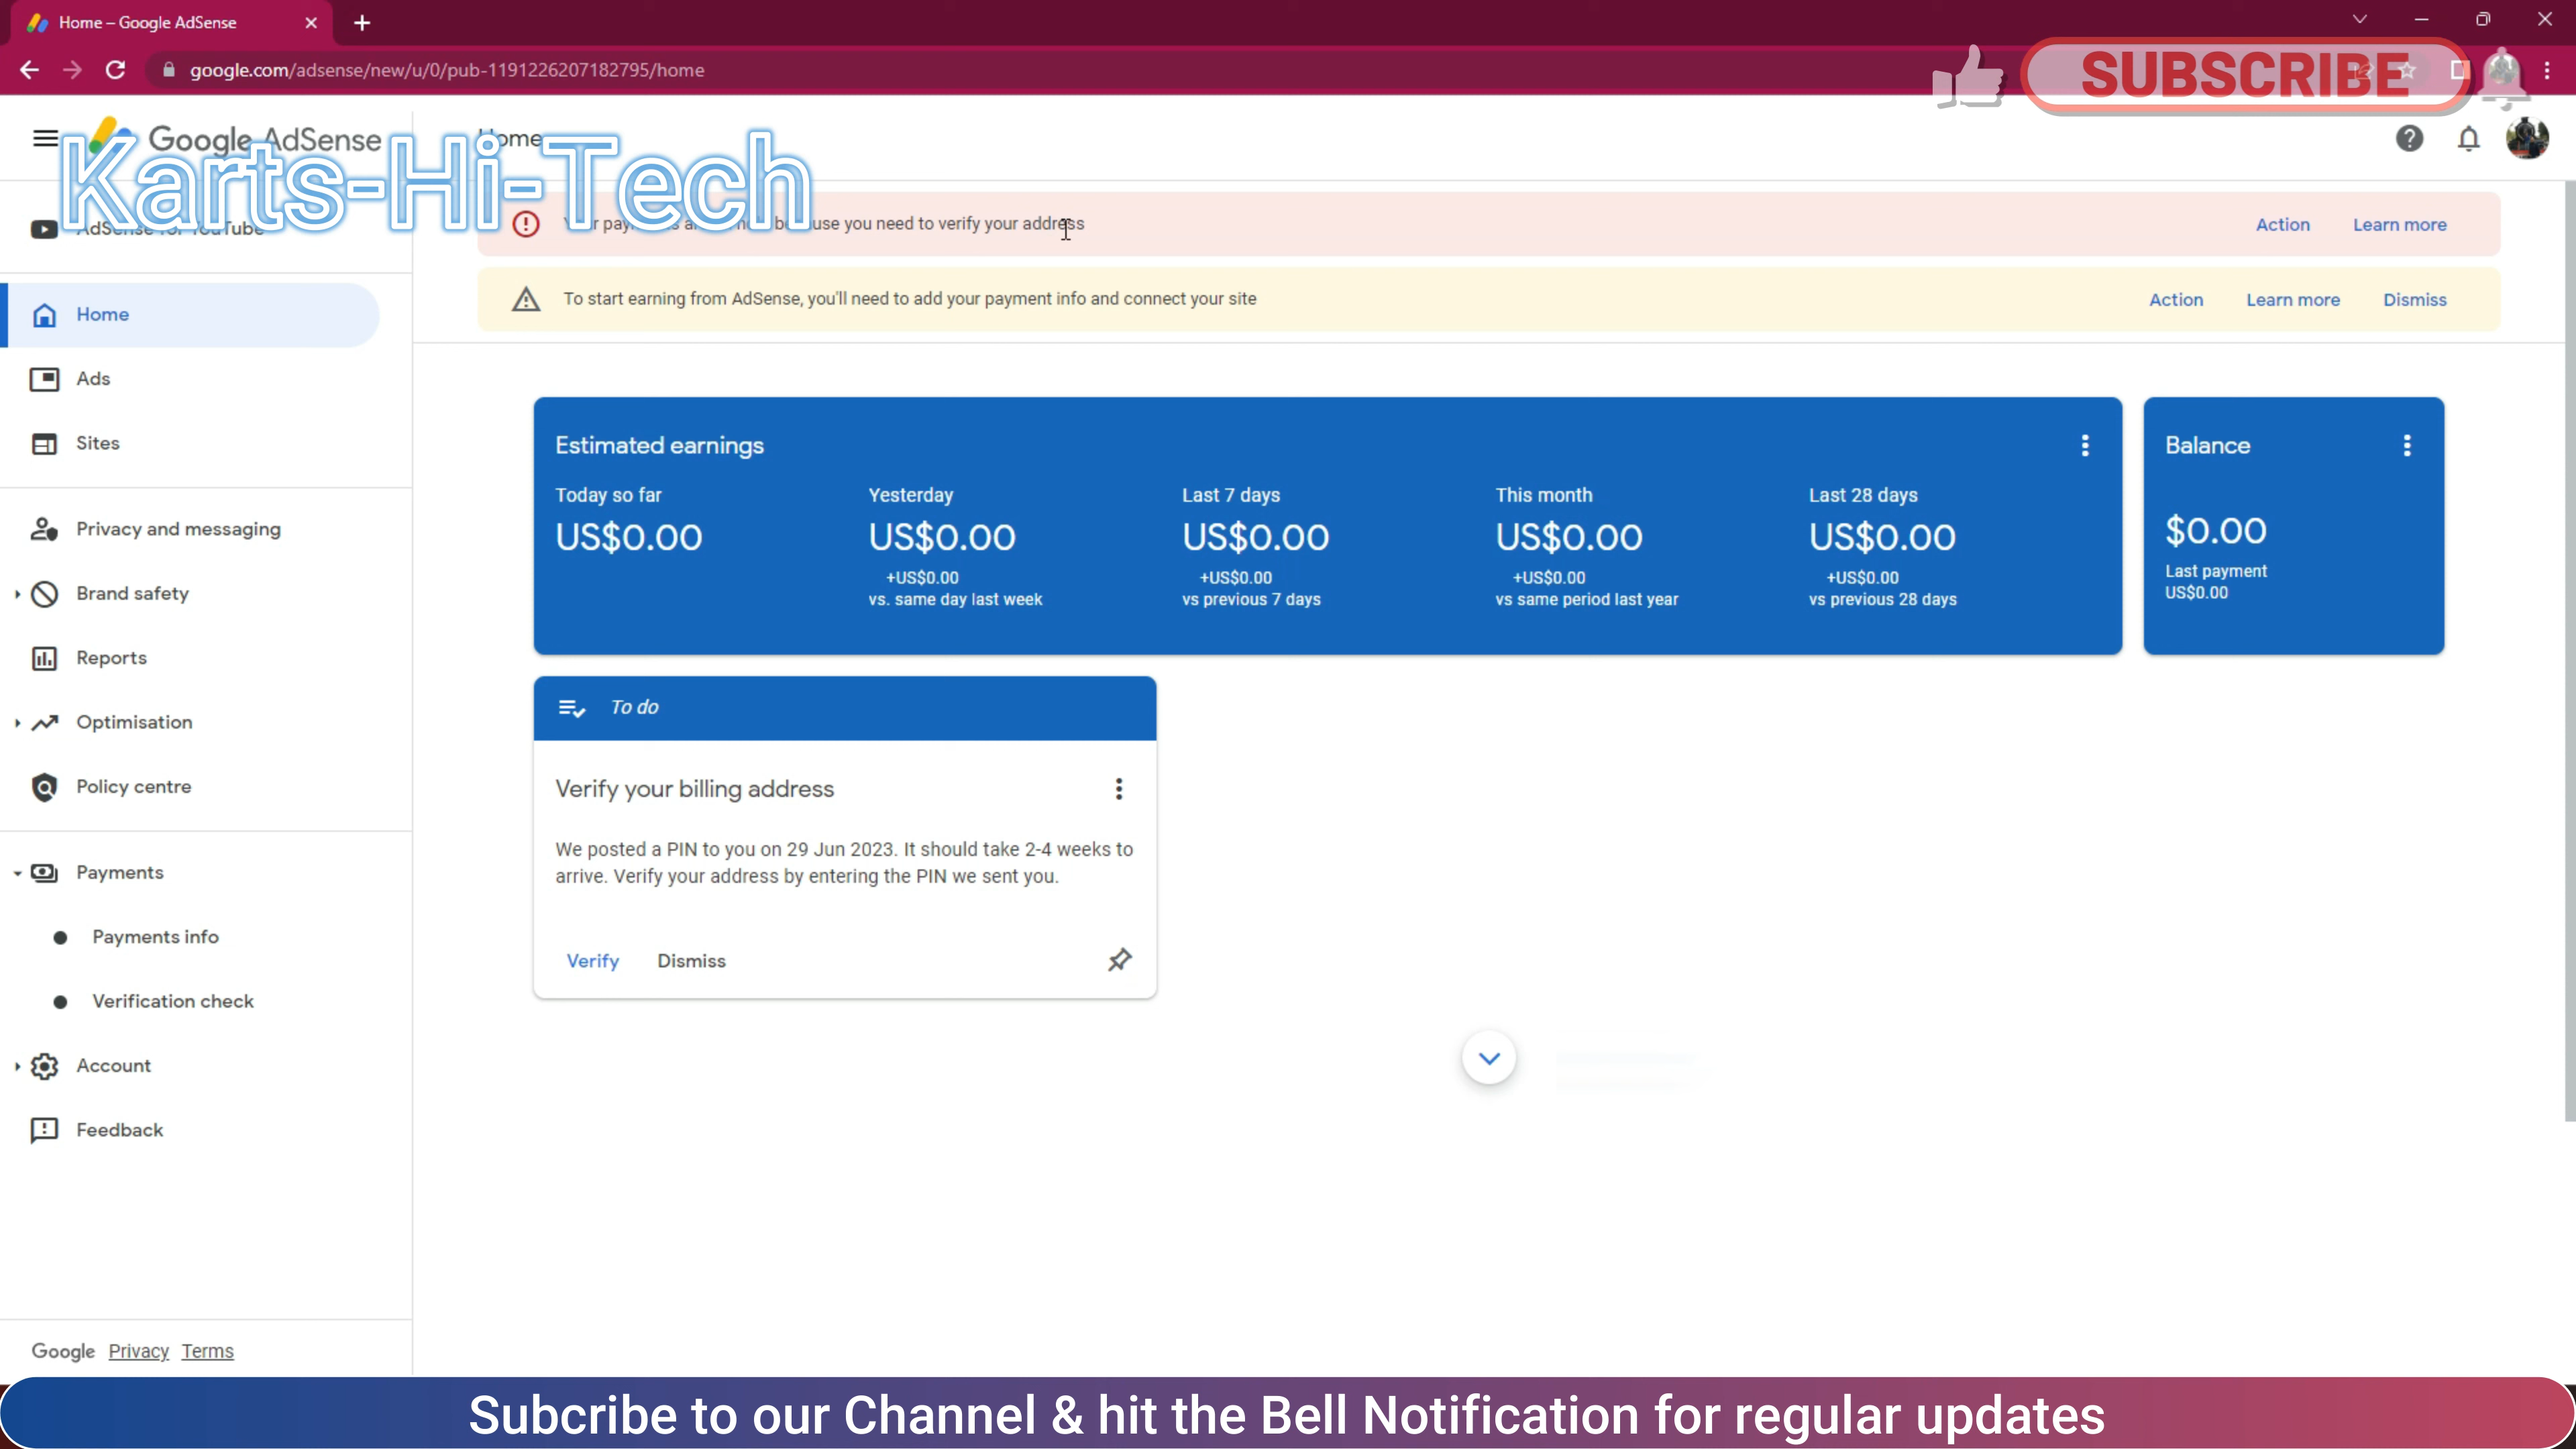 Home – Google AdSense
google.com/adsense/new/u/0/pub-1191226207182795/home
SUBSCRIBE
Google AdSense
Home
Karts-Hi-Tech
AdSense for YouTube
you need to verify your address
Action
Learn more
To start earning from AdSense, you'll need to add your payment info and connect your site
Action
Learn more
Dismiss
Home
Ads
Sites
Privacy and messaging
Brand safety
Reports
Optimisation
Policy centre
Payments
Payments info
Verification check
Account
Feedback
Google Privacy Terms
Estimated earnings
Today so far
US$0.00
Yesterday
US$0.00
+US$0.00
vs. same day last week
Last 7 days
US$0.00
+US$0.00
vs previous 7 days
This month
US$0.00
+US$0.00
vs same period last year
Last 28 days
US$0.00
+US$0.00
vs previous 28 days
Balance
$0.00
Last payment
US$0.00
To do
Verify your billing address
We posted a PIN to you on 29 Jun 2023. It should take 2-4 weeks to
arrive. Verify your address by entering the PIN we sent you.
Verify
Dismiss
Subcribe to our Channel & hit the Bell Notification for regular updates